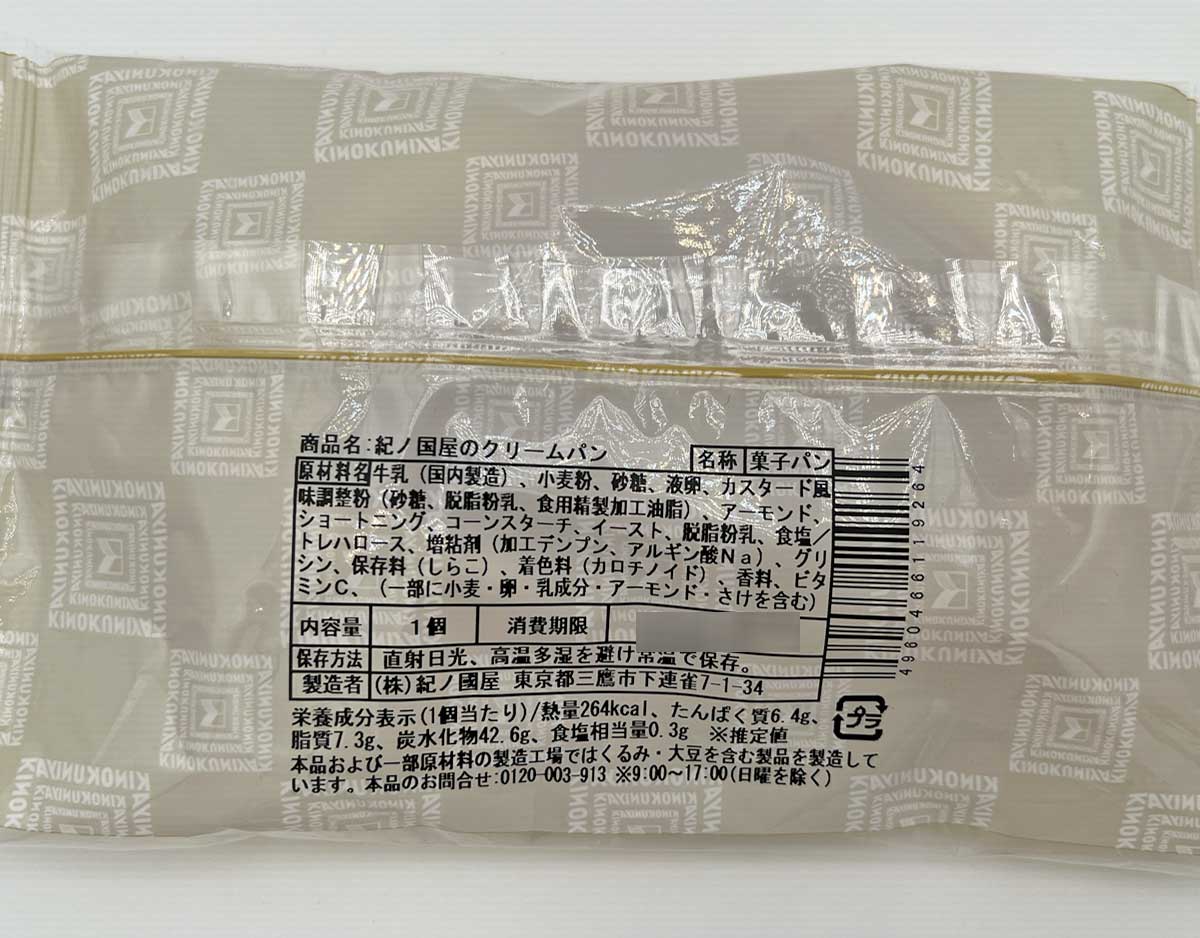 商品名:紀ノ国屋のクリームパン
名称 菓子パン
原材料名 牛乳(国内製造)、小麦粉、砂糖、液卵、カスタード風
味調整粉(砂糖、脱脂粉乳、食用精製加工油脂)、アーモンド、
ショートニング、コーンスターチ、イースト、脱脂粉乳、食塩/
トレハロース、増粘剤(加工デンプン、アルギン酸Na)、グリ
シン、保存料(しらこ)、着色料(カロチノイド)、香料、ビタ
ミンC、(一部に小麦・卵・乳成分・アーモンド・さけを含む)
内容量 1個 消費期限
保存方法 直射日光、高温多湿を避け常温で保存。
製造者 (株)紀ノ國屋 東京都三鷹市下連雀7-1-34
栄養成分表示(1個当たり)/熱量264kcal、たんぱく質6.4g、
脂質7.3g、炭水化物42.6g、食塩相当量0.3g ※推定値
本品および一部原材料の製造工場ではくるみ・大豆を含む製品を製造して
います。本品のお問合せ:0120-003-913 ※9:00〜17:00(日曜を除く)
プラ
4960466119264
KINOKUNIYA